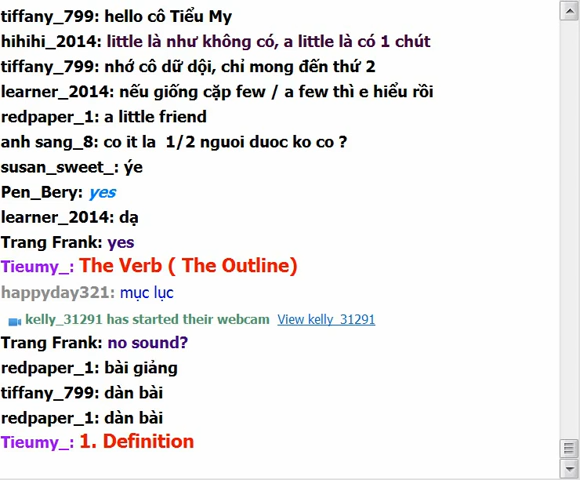 tiffany_799: hello cô Tiểu My
hihihi_2014: little là như không có, a little là có 1 chút
tiffany_799: nhớ cô dữ dội, chỉ mong đến thứ 2
learner_2014: nếu giống cặp few / a few thì e hiểu rồi
redpaper_1: a little friend
anh sang_8: co it la  1/2 nguoi duoc ko co ?
susan_sweet_: ýe
Pen_Bery: yes
learner_2014: dạ
Trang Frank: yes
Tieumy_: The Verb ( The Outline)
happyday321: mục lục
kelly_31291 has started their webcam  View kelly_31291
Trang Frank: no sound?
redpaper_1: bài giảng
tiffany_799: dàn bài
redpaper_1: dàn bài
Tieumy_: 1. Definition